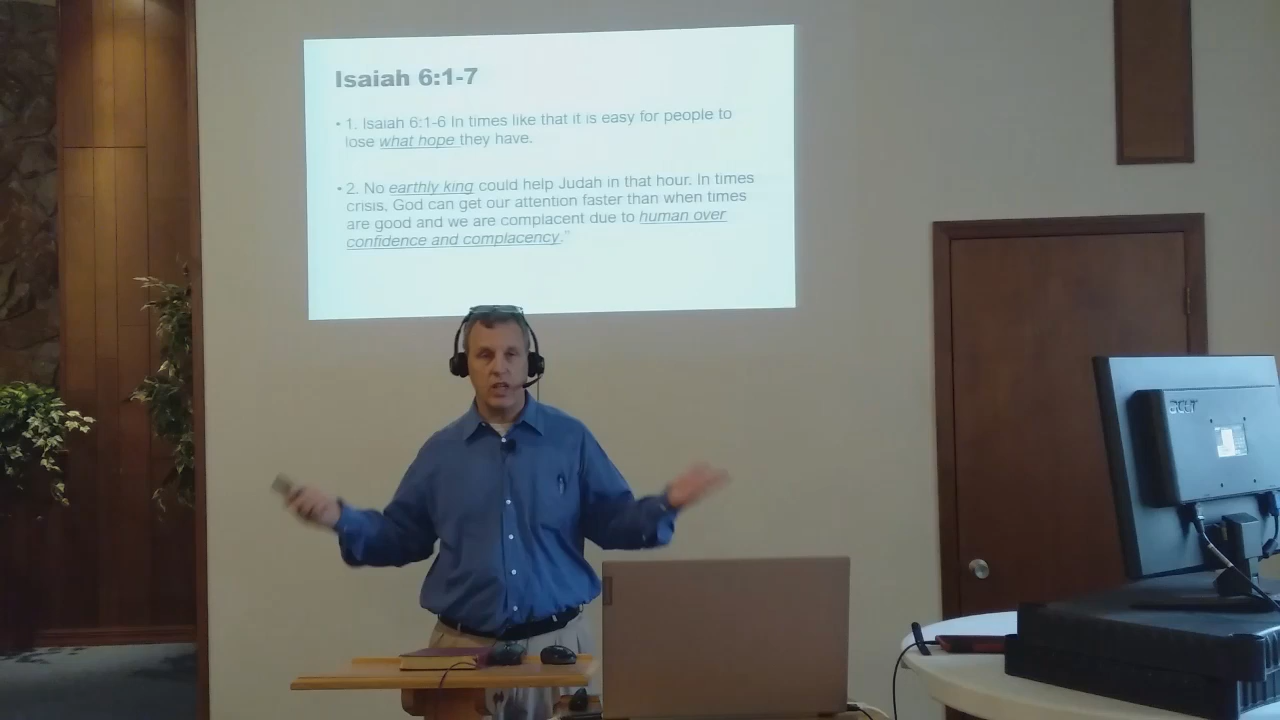 Isaiah 6:1-7
• 1. Isaiah 6:1-6 In times like that it is easy for people to
lose what hope they have.
• 2. No earthly king could help Judah in that hour. In times
crisis, God can get our attention faster than when times
are good and we are complacent due to human over
confidence and complacency."
acer